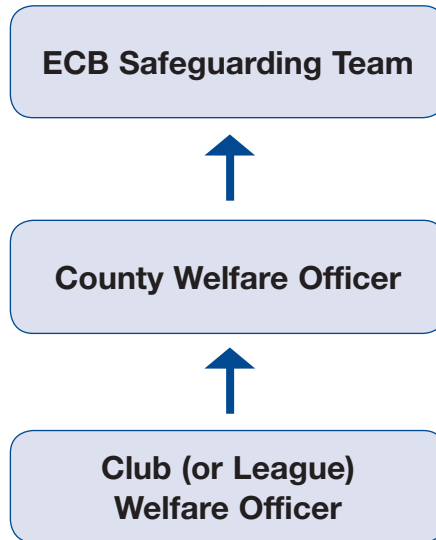 ECB Safeguarding Team
County Welfare Officer
Club (or League)
Welfare Officer